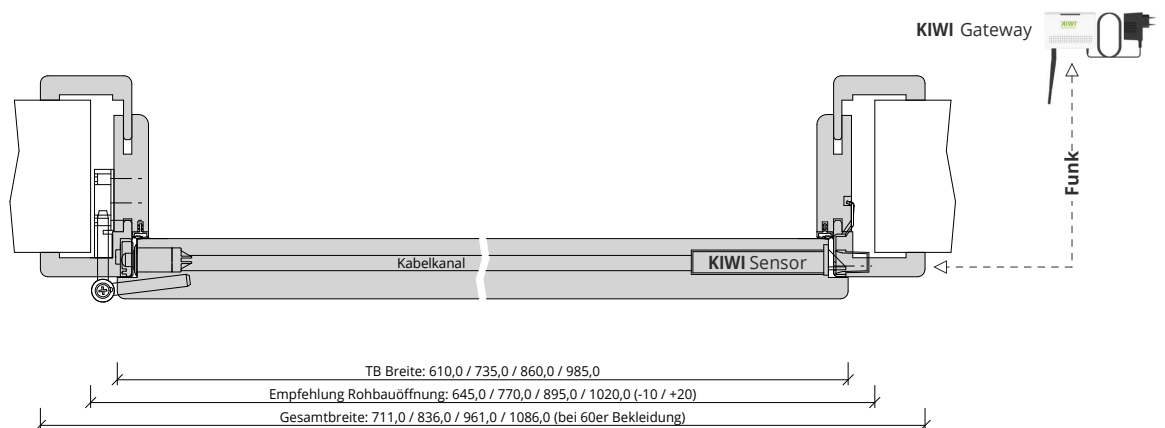 KIWI Gateway
KIWI
Funk
Kabelkanal
KIWI Sensor
TB Breite: 610,0 / 735,0 / 860,0 / 985,0
Empfehlung Rohbauöffnung: 645,0 / 770,0 / 895,0 / 1020,0 (-10 / +20)
Gesamtbreite: 711,0 / 836,0 / 961,0 / 1086,0 (bei 60er Bekleidung)